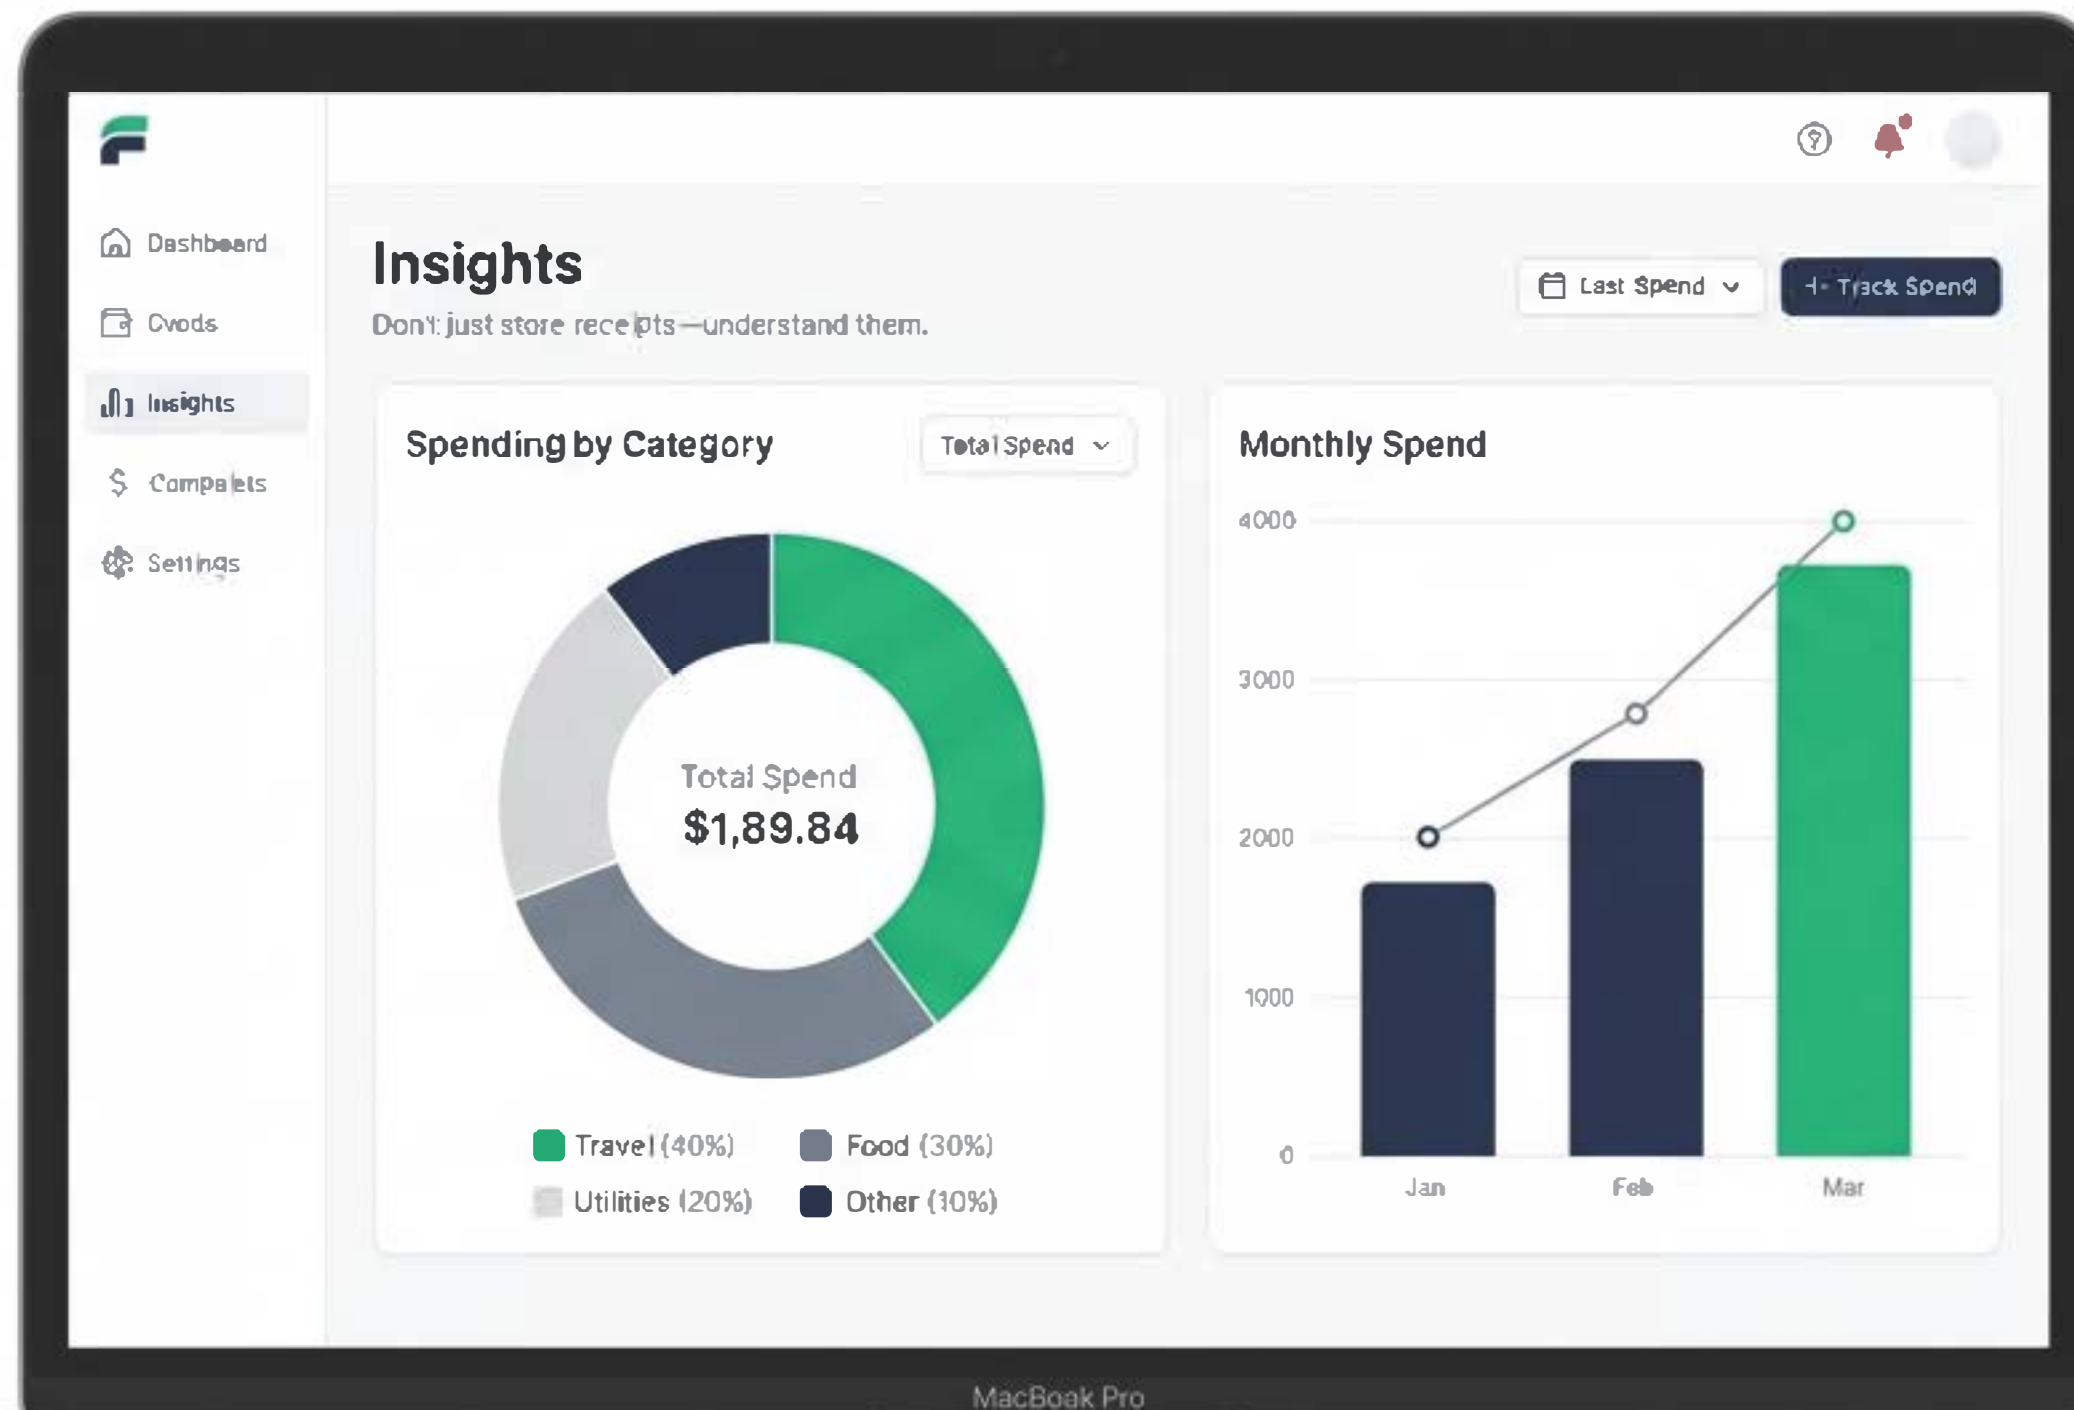 Dashboard
Cvods
Insights
Settings
Insights
Don't: just store receipts—understand them.
Last Spend
+ Track Spend
Spending by Category
Total Spend
Total Spend
$1,89.84
Travel (40%)
Food (30%)
Utilities (20%)
Other (10%)
Monthly Spend
4000
3000
2000
1000
0
Jan
Feb
Mar
MacBoak Pro